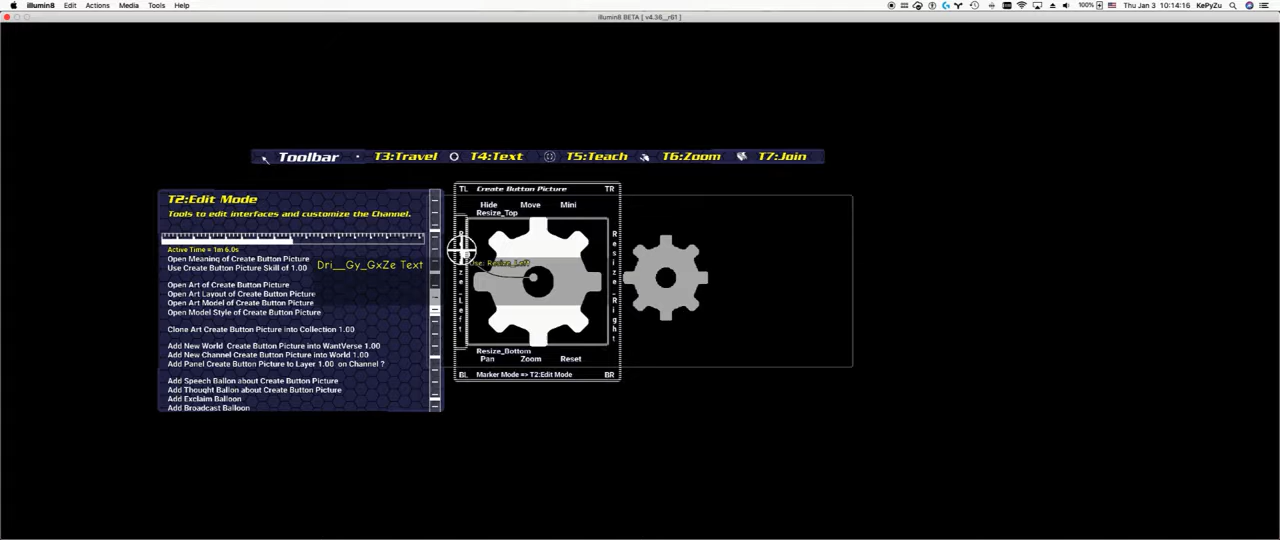 illumin8 Edit Actions Media Tools Help
100% Thu Jan 3 10:14:16 KePyZu
illumin8 BETA [ v4.36_r61 ]
Toolbar T3:Travel T4:Text T5:Teach T6:Zoom T7:Join
T2:Edit Mode
Tools to edit interfaces and customize the Channel.
Active Time = 1m 6.0s
Open Meaning of Create Button Picture
Use Create Button Picture Skill of 1.00
Dri__Gy_GxZe Text
Open Art of Create Button Picture
Open Art Layout of Create Button Picture
Open Art Model of Create Button Picture
Open Model Style of Create Button Picture
Clone Art Create Button Picture into Collection 1.00
Add New World Create Button Picture into WantVerse 1.00
Add New Channel Create Button Picture into World 1.00
Add Panel Create Button Picture to Layer 1.00 on Channel ?
Add Speech Ballon about Create Button Picture
Add Thought Ballon about Create Button Picture
Add Exclaim Balloon
Add Broadcast Balloon
TL Create Button Picture TR
Hide Move Mini
Resize_Top
Use: Resize_Left
Resize_Right
Resize_Bottom
Pan Zoom Reset
BL Marker Mode => T2:Edit Mode BR